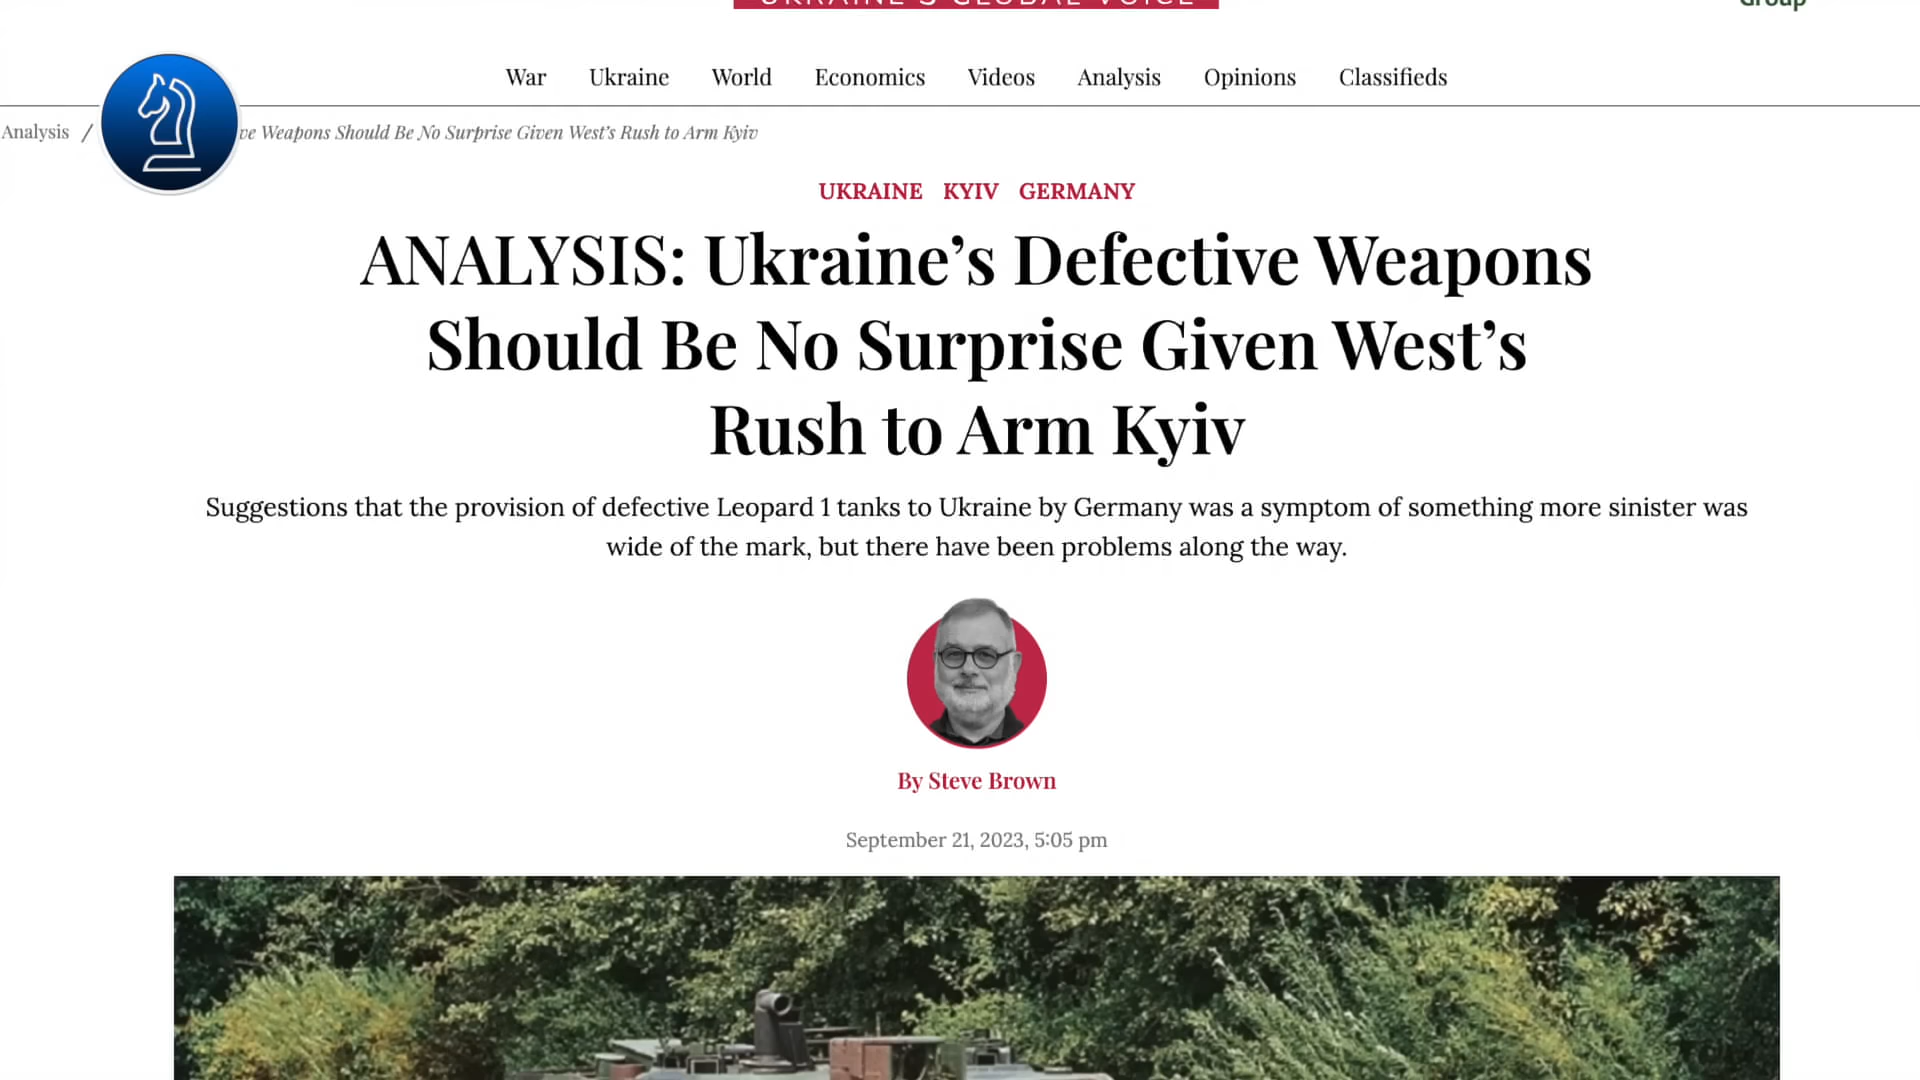 UKRAINE'S GLOBAL VOICE
Group
War Ukraine World Economics Videos Analysis Opinions Classifieds
Analysis / ve Weapons Should Be No Surprise Given West's Rush to Arm Kyiv
UKRAINE KYIV GERMANY
ANALYSIS: Ukraine’s Defective Weapons
Should Be No Surprise Given West’s
Rush to Arm Kyiv
Suggestions that the provision of defective Leopard 1 tanks to Ukraine by Germany was a symptom of something more sinister was
wide of the mark, but there have been problems along the way.
By Steve Brown
September 21, 2023, 5:05 pm